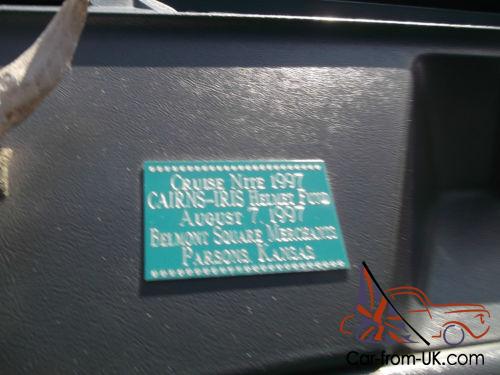 Cruise Nite 1997
CAIRNS-IRIS Helmet Fund
August 7, 1997
Belmont Square Merchants
Parsons, Kansas
Car-from-UK.com